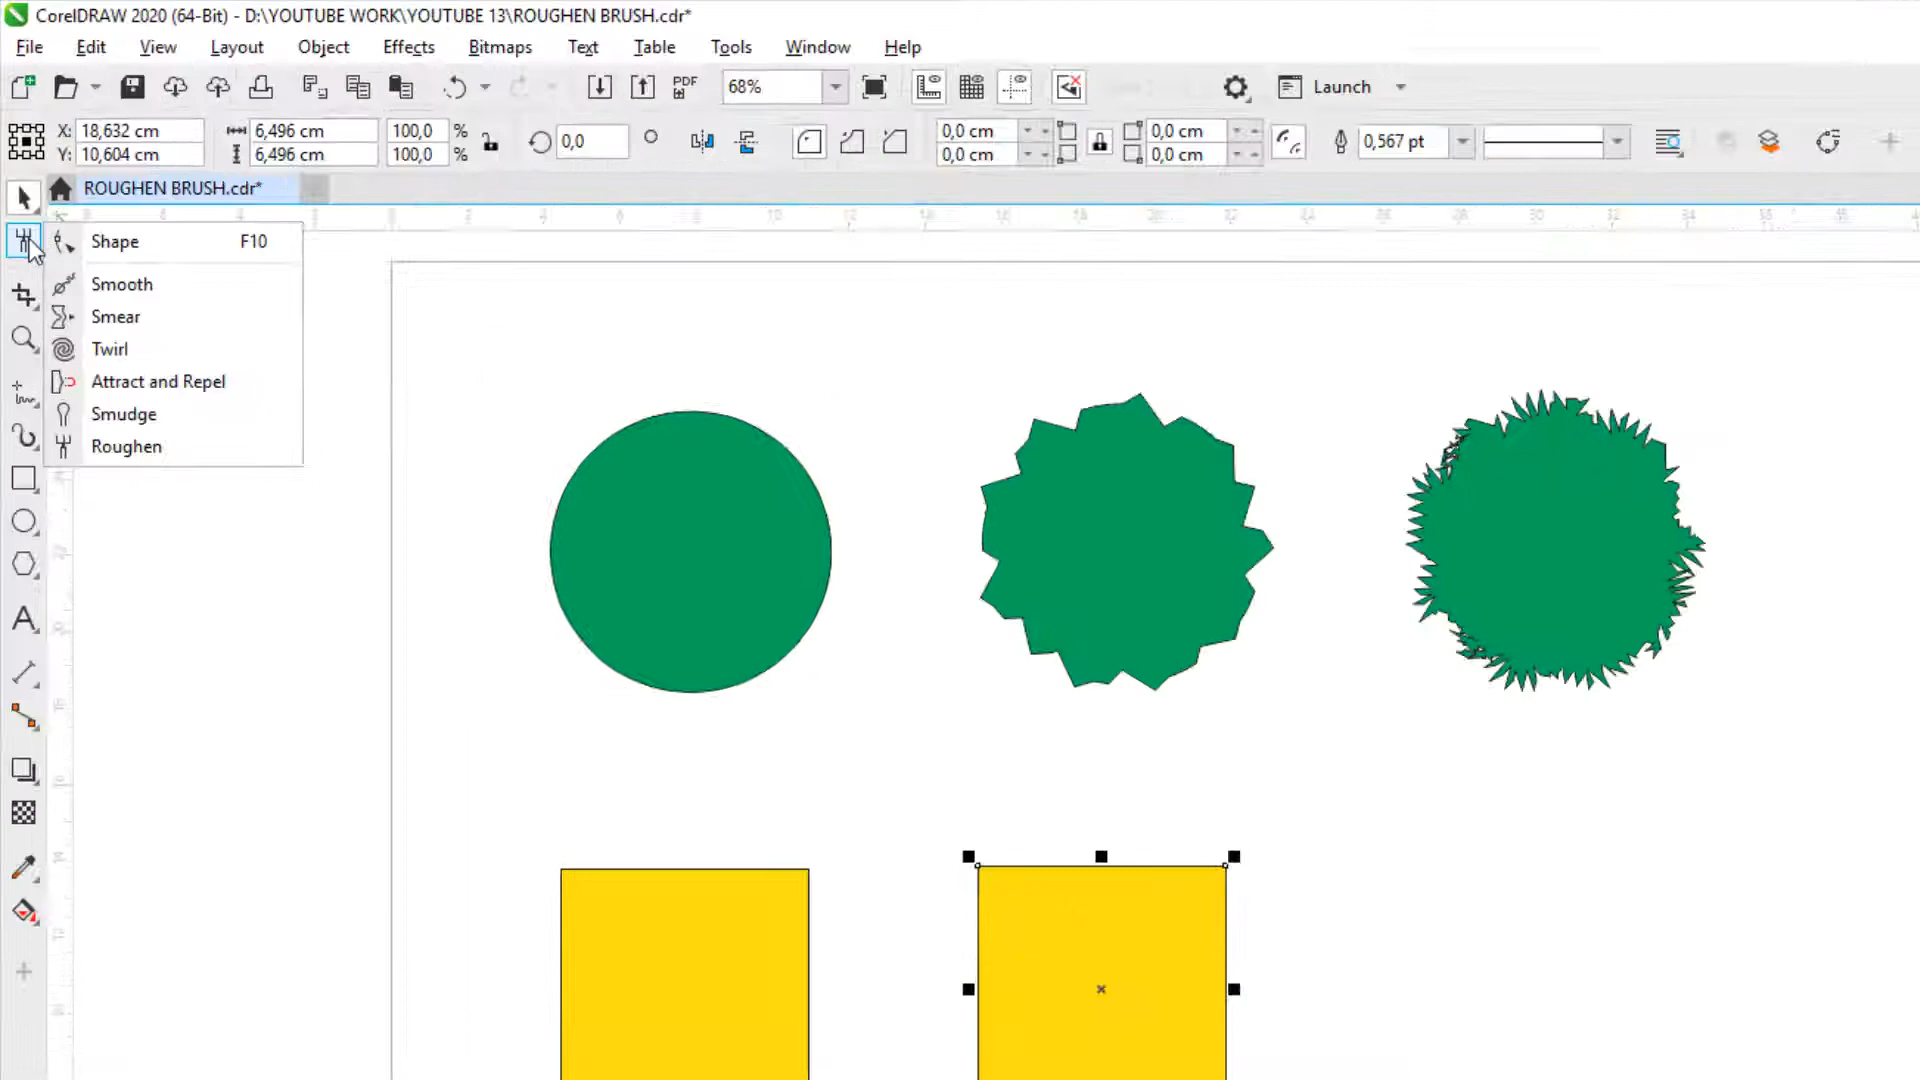 CorelDRAW 2020 (64-Bit) - D:\YOUTUBE WORK\YOUTUBE 13\ROUGHEN BRUSH.cdr*
File Edit View Layout Object Effects Bitmaps Text Table Tools Window Help
PDF 68% Launch
X: 18,632 cm 6,496 cm 100,0 % 0,0 0,0 cm 0,0 cm 0,567 pt
Y: 10,604 cm 6,496 cm 100,0 % 0,0 cm 0,0 cm
ROUGHEN BRUSH.cdr*
Shape F10
Smooth
Smear
Twirl
Attract and Repel
Smudge
Roughen